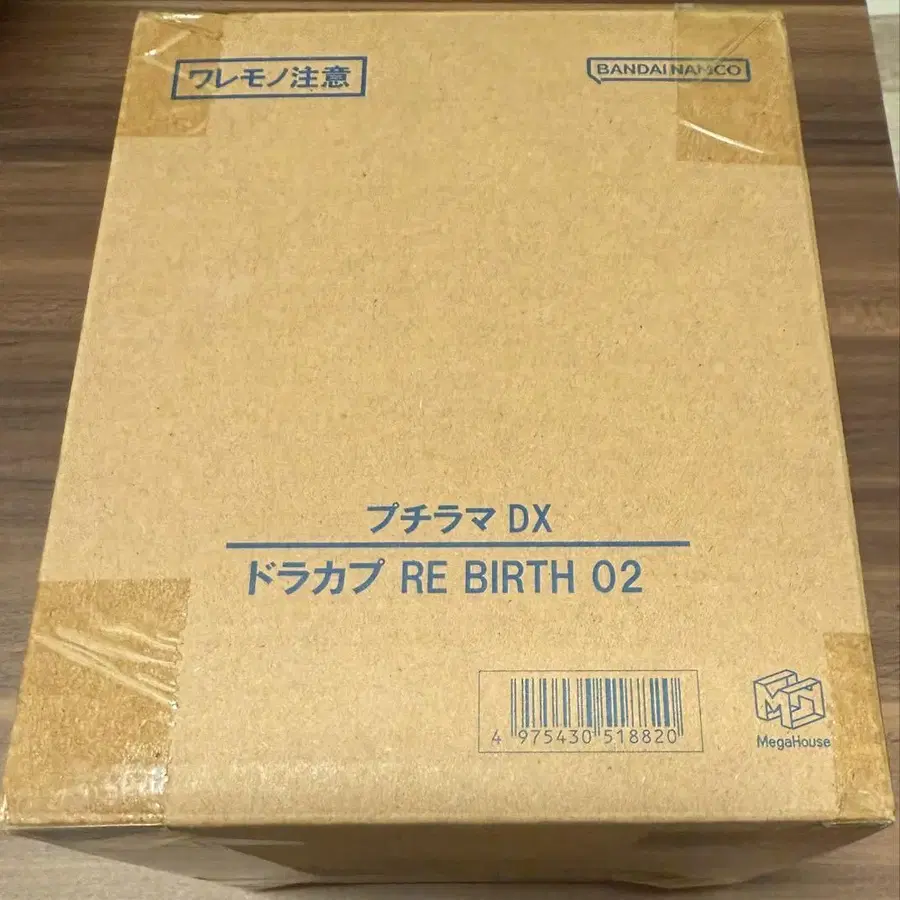 ワレモノ注意
BANDAI NAMCO
プチラマ DX
ドラカプ RE BIRTH 02
4 975430 518820
MegaHouse